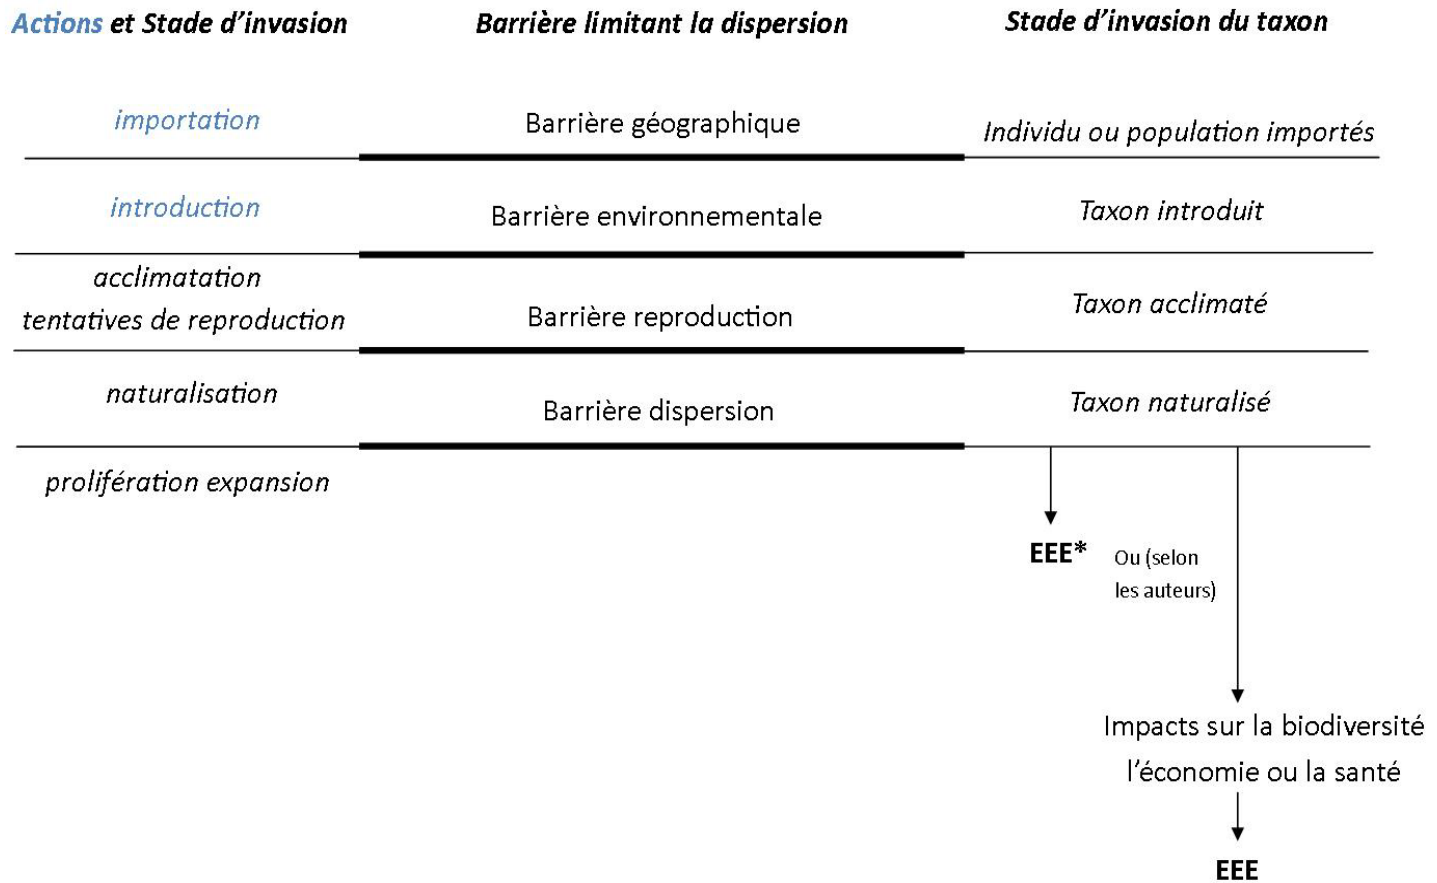 Actions et Stade d’invasion
Barrière limitant la dispersion
Stade d’invasion du taxon
importation
Barrière géographique
Individu ou population importés
introduction
Barrière environnementale
Taxon introduit
acclimatation
tentatives de reproduction
Barrière reproduction
Taxon acclimaté
naturalisation
Barrière dispersion
Taxon naturalisé
prolifération expansion
EEE*
Ou (selon
les auteurs)
Impacts sur la biodiversité
l’économie ou la santé
EEE